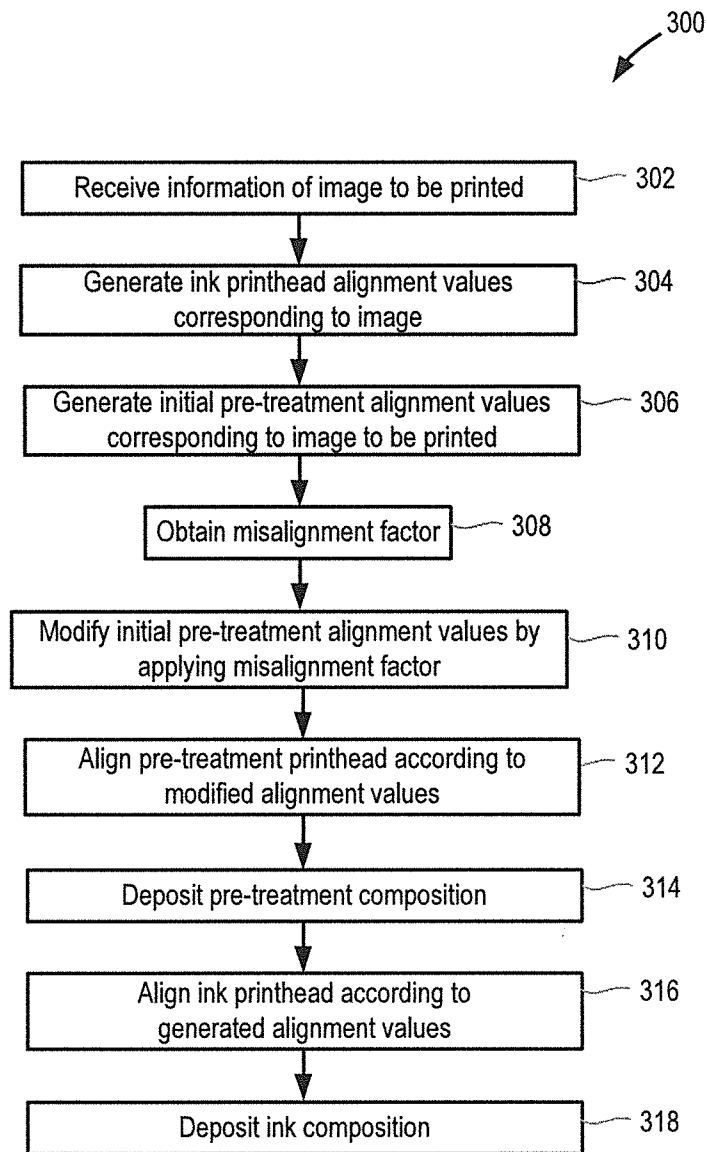 300
Receive information of image to be printed
302
Generate ink printhead alignment values
corresponding to image
304
Generate initial pre-treatment alignment values
corresponding to image to be printed
306
Obtain misalignment factor
308
Modify initial pre-treatment alignment values by
applying misalignment factor
310
Align pre-treatment printhead according to
modified alignment values
312
Deposit pre-treatment composition
314
Align ink printhead according to
generated alignment values
316
Deposit ink composition
318